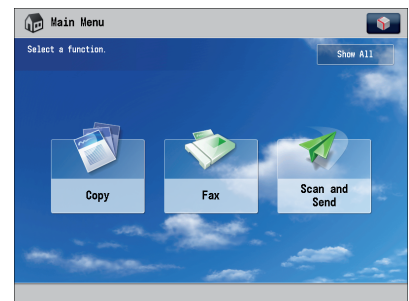 Main Menu
Select a function.
Show All
Copy
Fax
Scan and
Send